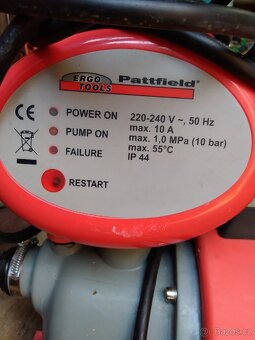 ERGO TOOLS Pattfield®
CE POWER ON 220-240 V ~, 50 Hz
max. 10 A
PUMP ON max. 1,0 MPa (10 bar)
FAILURE max. 55°C
IP 44
RESTART